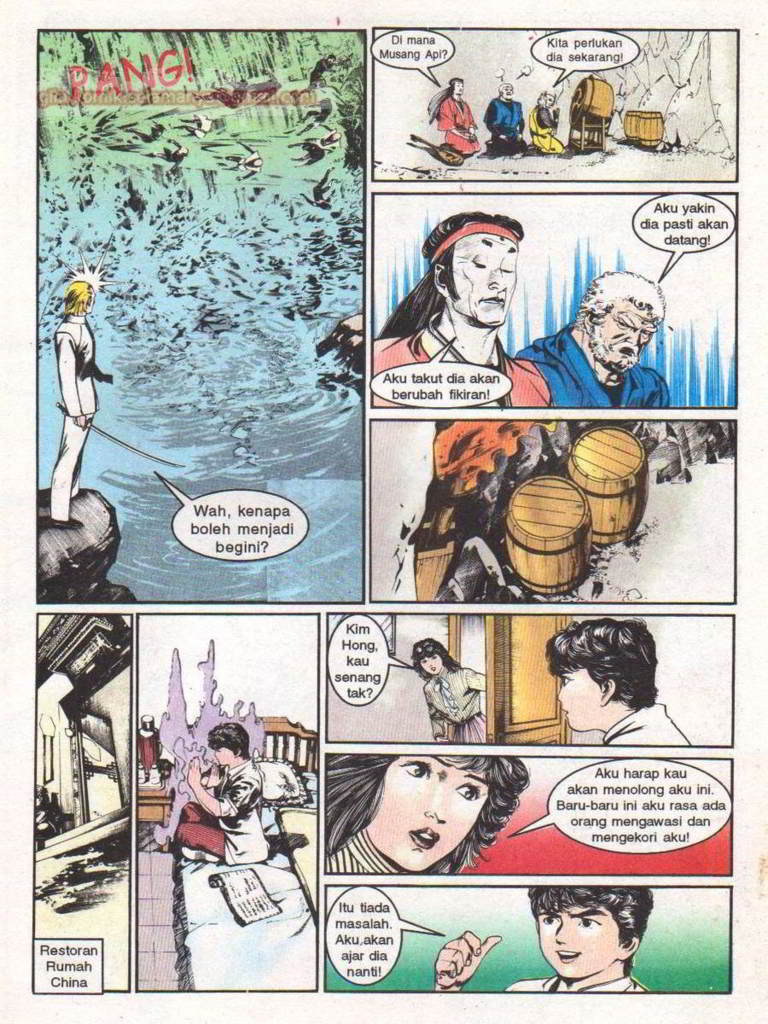 PANG!
Wah, kenapa
boleh menjadi
begini?
Di mana
Musang Api?
Kita perlukan
dia sekarang!
Aku yakin
dia pasti akan
datang!
Aku takut dia akan
berubah fikiran!
Restoran
Rumah
China
Kim
Hong,
kau
senang
tak?
Aku harap kau
akan menolong aku ini.
Baru-baru ini aku rasa ada
orang mengawasi dan
mengekori aku!
Itu tiada
masalah.
Aku akan
ajar dia
nanti!